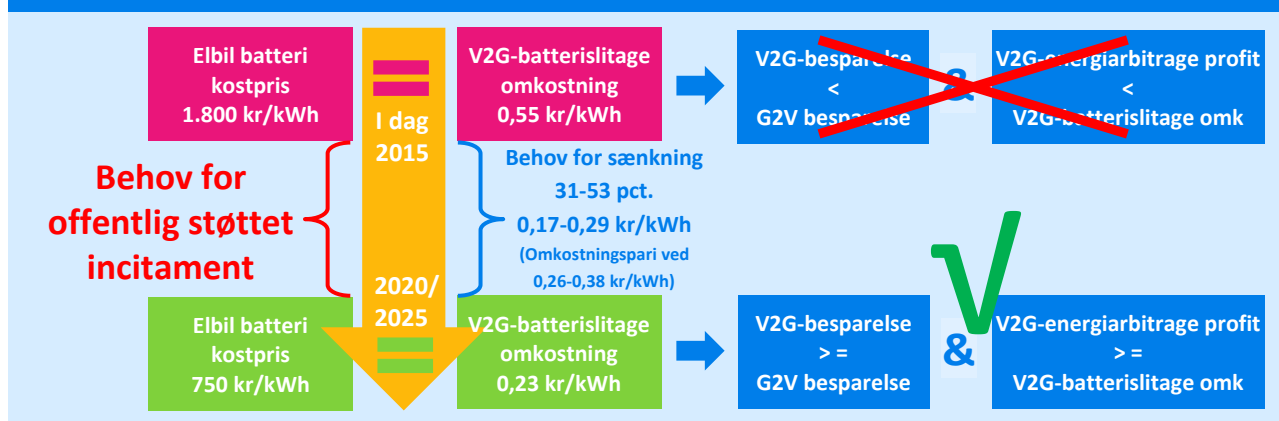 Elbil batteri
kostpris
1.800 kr/kWh
=
I dag
2015
V2G-batterislitage
omkostning
0,55 kr/kWh
V2G-besparelse
<
G2V besparelse
&
V2G-energiarbitrage profit
<
V2G-batterislitage omk
Behov for
offentlig støttet
incitament
Behov for sænkning
31-53 pct.
0,17-0,29 kr/kWh
(Omkostningspari ved
0,26-0,38 kr/kWh)
2020/
2025
=
Elbil batteri
kostpris
750 kr/kWh
V2G-batterislitage
omkostning
0,23 kr/kWh
V2G-besparelse
> =
G2V besparelse
&
√
V2G-energiarbitrage profit
> =
V2G-batterislitage omk